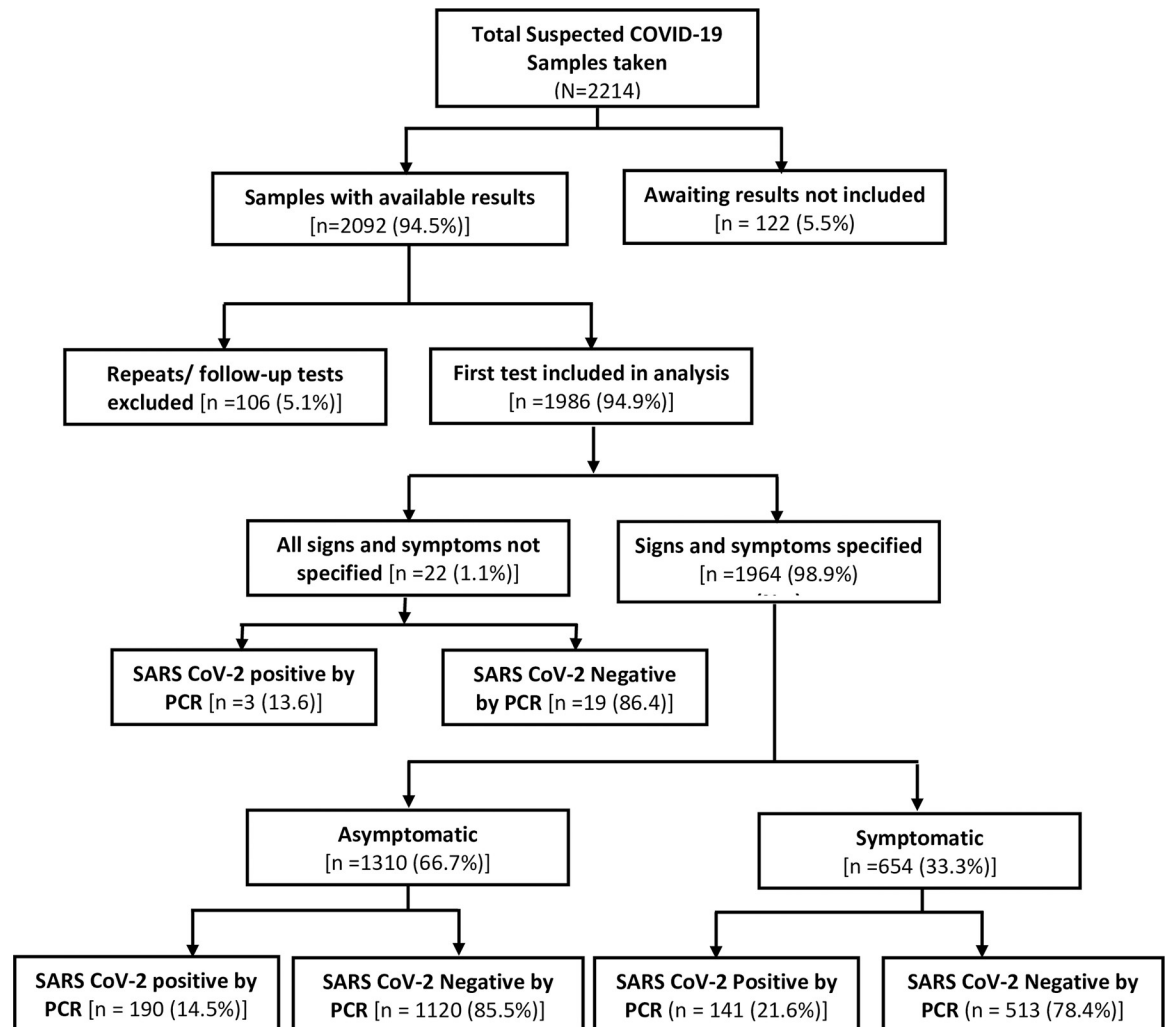 Total Suspected COVID-19
Samples taken
(N=2214)
Samples with available results
[n=2092 (94.5%)]
Awaiting results not included
[n = 122 (5.5%)
Repeats/ follow-up tests
excluded [n =106 (5.1%)]
First test included in analysis
[n =1986 (94.9%)]
All signs and symptoms not
specified [n =22 (1.1%)]
Signs and symptoms specified
[n =1964 (98.9%)
SARS CoV-2 positive by
PCR [n =3 (13.6)]
SARS CoV-2 Negative
by PCR [n =19 (86.4)]
Asymptomatic
[n =1310 (66.7%)]
Symptomatic
[n =654 (33.3%)]
SARS CoV-2 positive by
PCR [n = 190 (14.5%)]
SARS CoV-2 Negative by
PCR [n = 1120 (85.5%)]
SARS CoV-2 Positive by
PCR (n = 141 (21.6%)]
SARS CoV-2 Negative by
PCR (n = 513 (78.4%)]